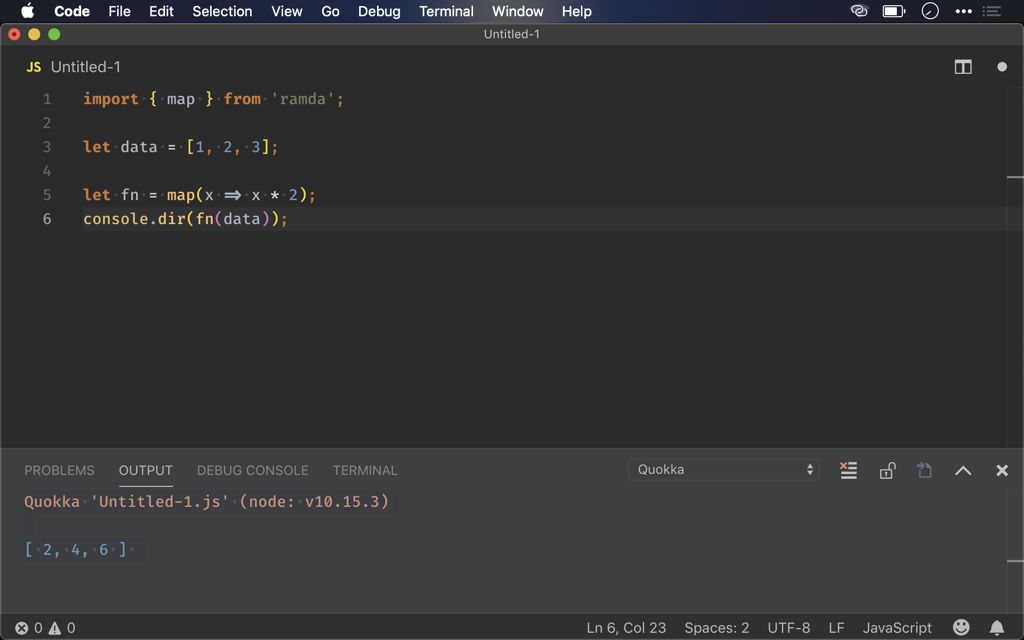 Code File Edit Selection View Go Debug Terminal Window Help
Untitled-1
JS Untitled-1
1 import { map } from 'ramda';
2
3 let data = [1, 2, 3];
4
5 let fn = map(x => x * 2);
6 console.dir(fn(data));
PROBLEMS OUTPUT DEBUG CONSOLE TERMINAL Quokka
Quokka 'Untitled-1.js' (node: v10.15.3)
[ 2, 4, 6 ]
0 0 Ln 6, Col 23 Spaces: 2 UTF-8 LF JavaScript